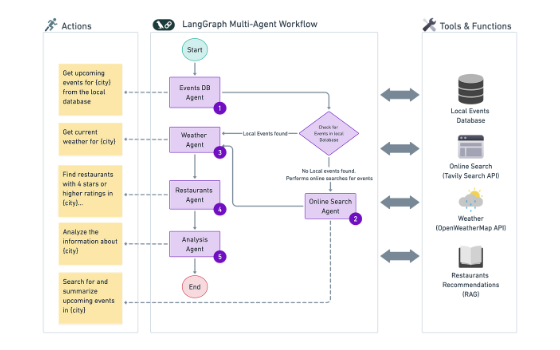 Actions
LangGraph Multi-Agent Workflow
Tools & Functions
Start
Get upcoming
events for {city}
from the local
database
Events DB
Agent
1
Local Events
Database
Get current
weather for {city}
Weather
Agent
3
Local Events found
Check for
Events in local
Database
No Local events found.
Performs online searches for events
Online Search
(Tavily Search API)
Find restaurants
with 4 stars or
higher ratings in
{city}...
Restaurants
Agent
4
Online Search
Agent
2
Weather
(OpenWeatherMap API)
Analyze the
information about
{city}
Analysis
Agent
5
Restaurants
Recommendations
(RAG)
Search for and
summarize
upcoming events
in {city}
End